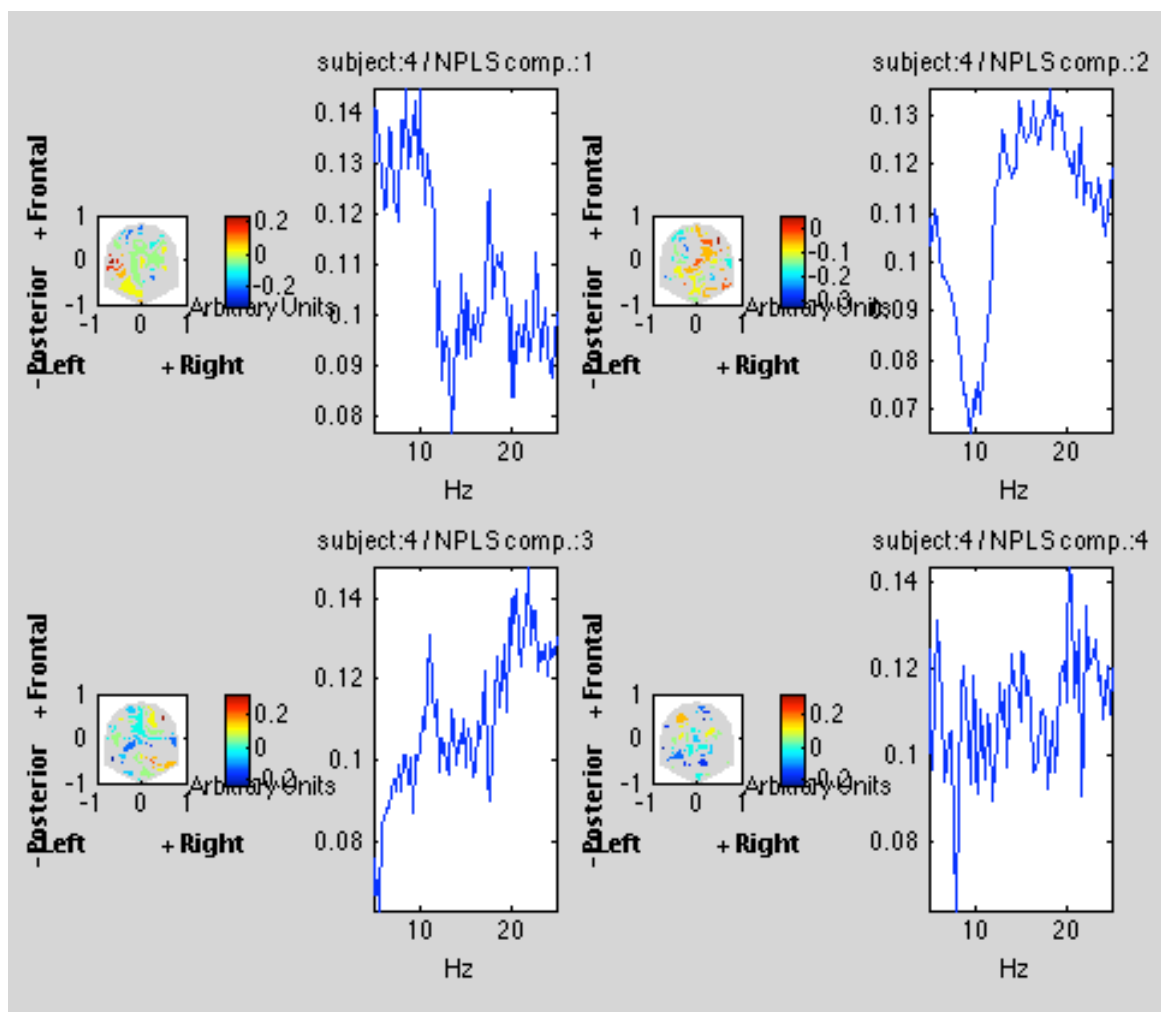 subject:4 / NPLS comp.:1
0.14
0.13
0.12
0.11
0.1
0.09
0.08
10 20
Hz
- Posterior + Frontal
1
0
-1
-1 0 1
- Left + Right
0.2
0
-0.2
Arbitrary Units
subject:4 / NPLS comp.:2
0.13
0.12
0.11
0.1
0.09
0.08
0.07
10 20
Hz
- Posterior + Frontal
1
0
-1
-1 0 1
- Left + Right
0
-0.1
-0.2
-0.3
Arbitrary Units
subject:4 / NPLS comp.:3
0.14
0.12
0.1
0.08
10 20
Hz
- Posterior + Frontal
1
0
-1
-1 0 1
- Left + Right
0.2
0
-0.2
Arbitrary Units
subject:4 / NPLS comp.:4
0.14
0.12
0.1
0.08
10 20
Hz
- Posterior + Frontal
1
0
-1
-1 0 1
- Left + Right
0.2
0
-0.2
Arbitrary Units